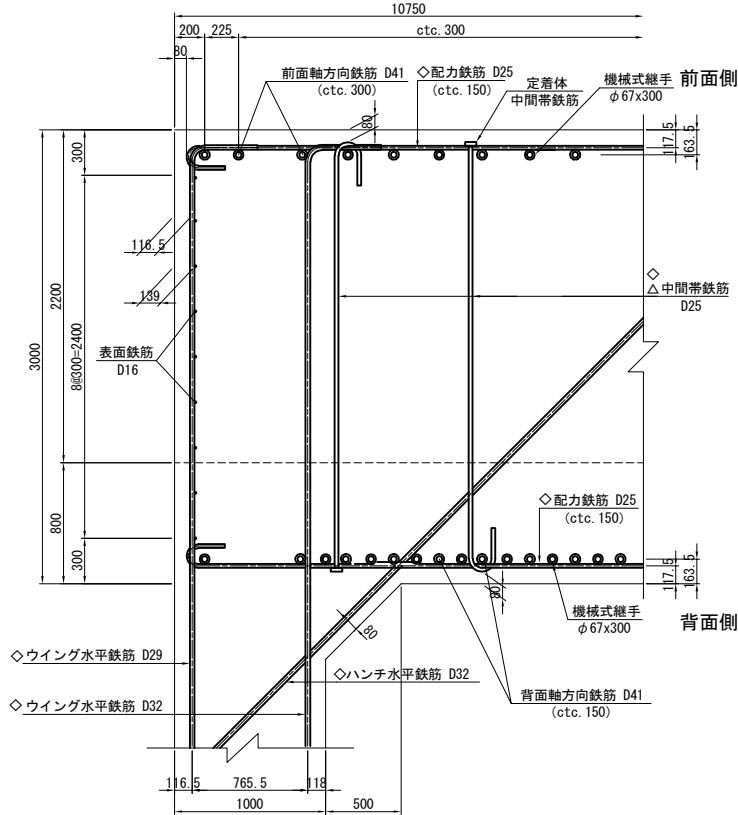 10750
200
225
ctc.300
80
前面軸方向鉄筋 D41
(ctc.300)
◇配力鉄筋 D25
(ctc.150)
定着体
中間帯鉄筋
機械式継手
φ67x300
前面側
80
117.5
163.5
300
116.5
139
2200
3000
8@300=2400
表面鉄筋
D16
◇
△中間帯鉄筋
D25
800
300
◇配力鉄筋 D25
(ctc.150)
117.5
163.5
80
80
機械式継手
φ67x300
背面側
◇ウイング水平鉄筋 D29
◇ハンチ水平鉄筋 D32
◇ウイング水平鉄筋 D32
背面軸方向鉄筋 D41
(ctc.150)
116.5
765.5
118
1000
500